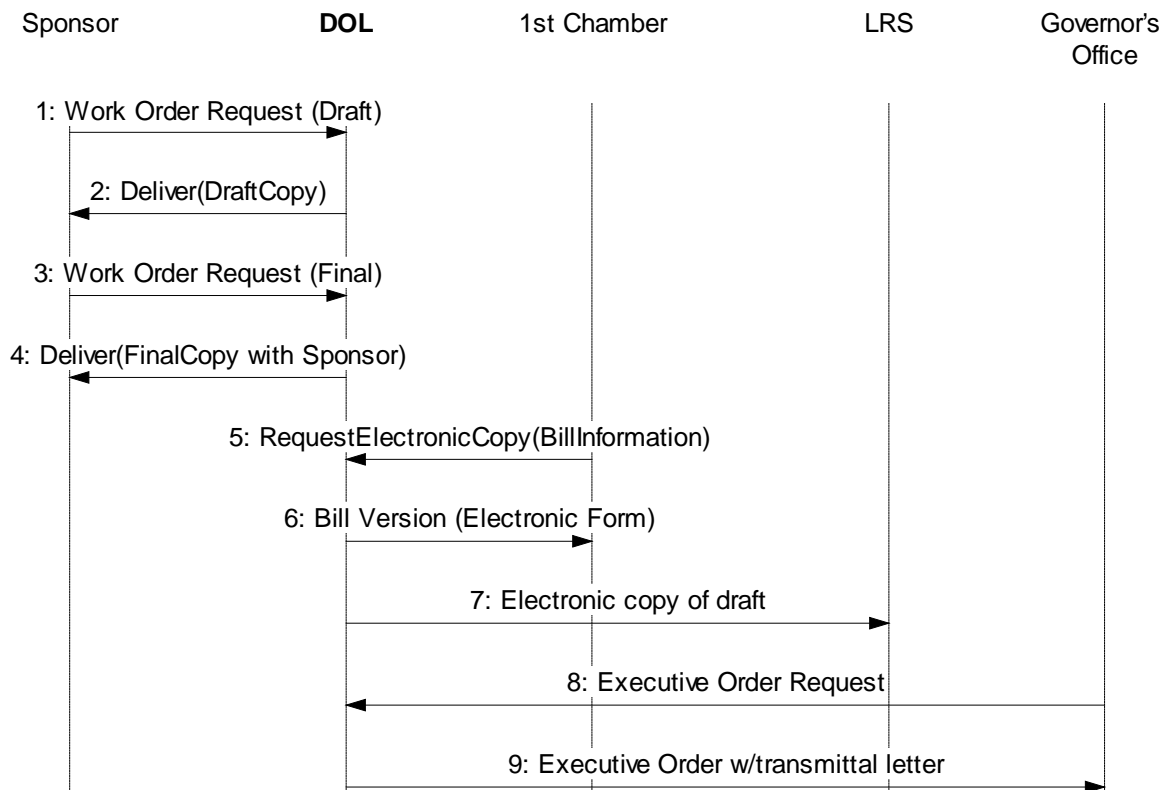 Sponsor DOL 1st Chamber LRS Governor's
Office
1: Work Order Request (Draft)
2: Deliver(DraftCopy)
3: Work Order Request (Final)
4: Deliver(FinalCopy with Sponsor)
5: RequestElectronicCopy(BillInformation)
6: Bill Version (Electronic Form)
7: Electronic copy of draft
8: Executive Order Request
9: Executive Order w/transmittal letter